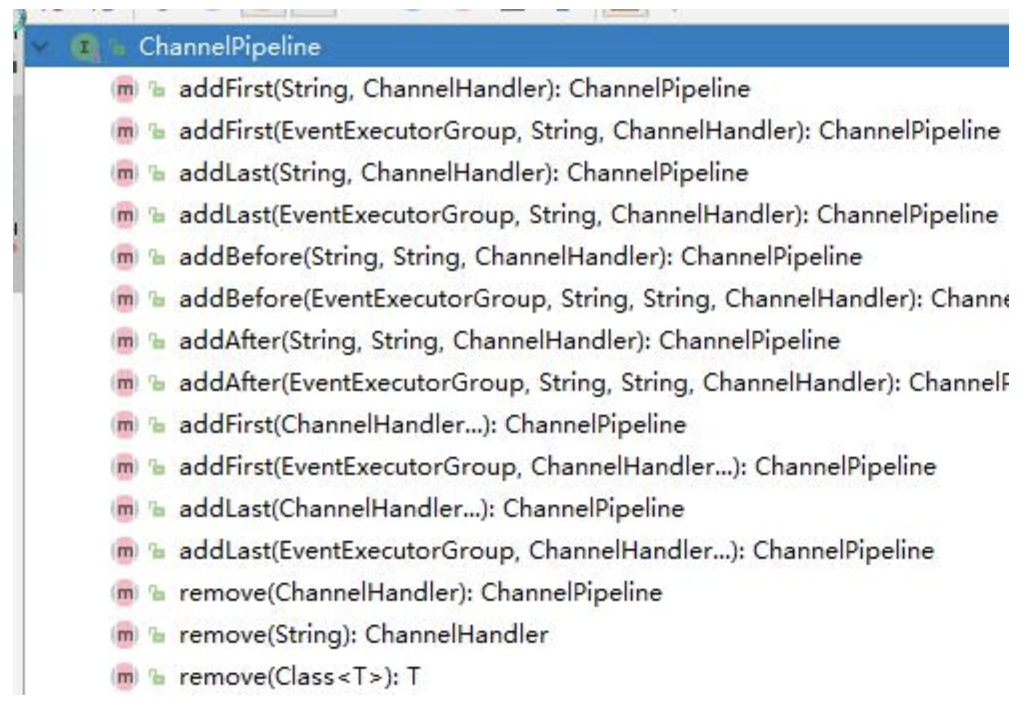 ChannelPipeline
addFirst(String, ChannelHandler): ChannelPipeline
addFirst(EventExecutorGroup, String, ChannelHandler): ChannelPipeline
addLast(String, ChannelHandler): ChannelPipeline
addLast(EventExecutorGroup, String, ChannelHandler): ChannelPipeline
addBefore(String, String, ChannelHandler): ChannelPipeline
addBefore(EventExecutorGroup, String, String, ChannelHandler): Channe
addAfter(String, String, ChannelHandler): ChannelPipeline
addAfter(EventExecutorGroup, String, String, ChannelHandler): ChannelP
addFirst(ChannelHandler...): ChannelPipeline
addFirst(EventExecutorGroup, ChannelHandler...): ChannelPipeline
addLast(ChannelHandler...): ChannelPipeline
addLast(EventExecutorGroup, ChannelHandler...): ChannelPipeline
remove(ChannelHandler): ChannelPipeline
remove(String): ChannelHandler
remove(Class<T>): T